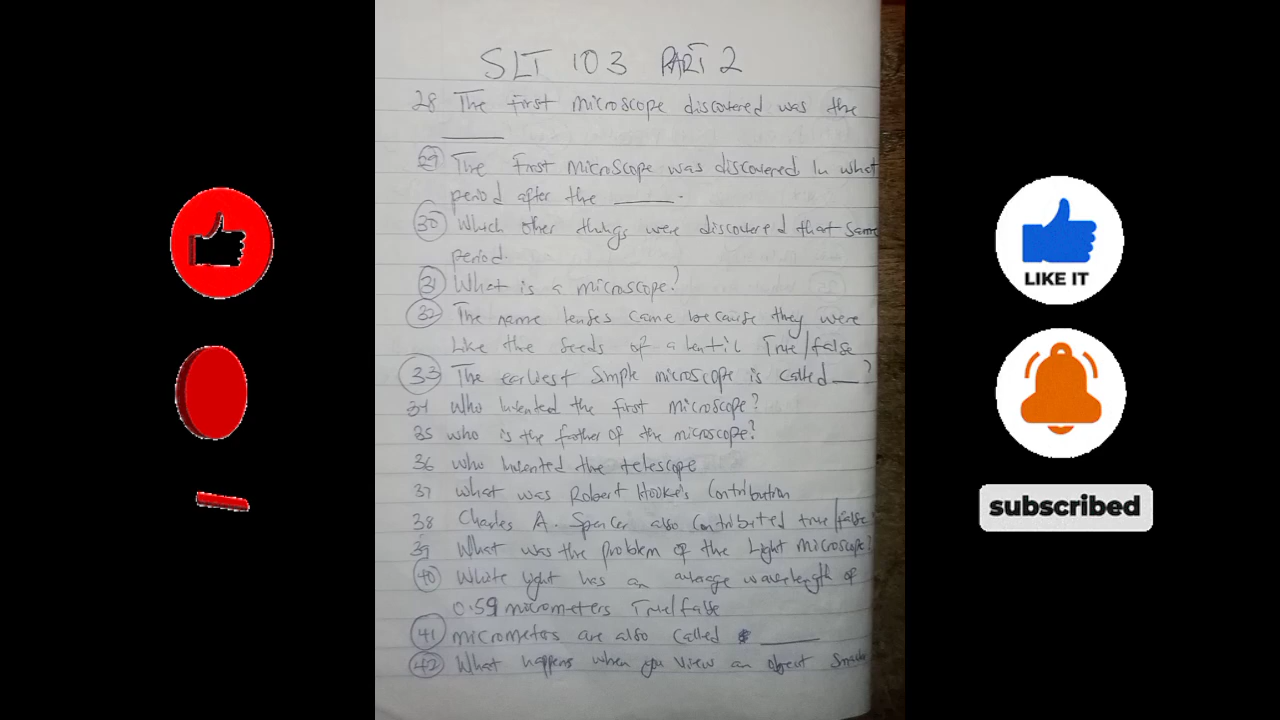 SLT 103 PART 2
28 The first microscope discovered was the
______
29 The First Microscope was discovered In what
period after the ______.
30 Which other things were discovered that same
period.
31 What is a microscope?
32 The name lenses came because they were
Like the seeds of a lentil True/false
33 The earliest Simple microscope is called __?
34 Who Invented the first Microscope?
35 who is the father of the microscope?
36 who Invented the telescope
37 What was Robert Hooke's Contribution
38 Charles A. Spencer also Contributed true/false
39 What was the problem of the Light Microscope?
40 White light has an average wavelength of
0.59 micrometers True/false
41 micrometers are also called ______
42 What happens when you view an object smaller
LIKE IT
subscribed